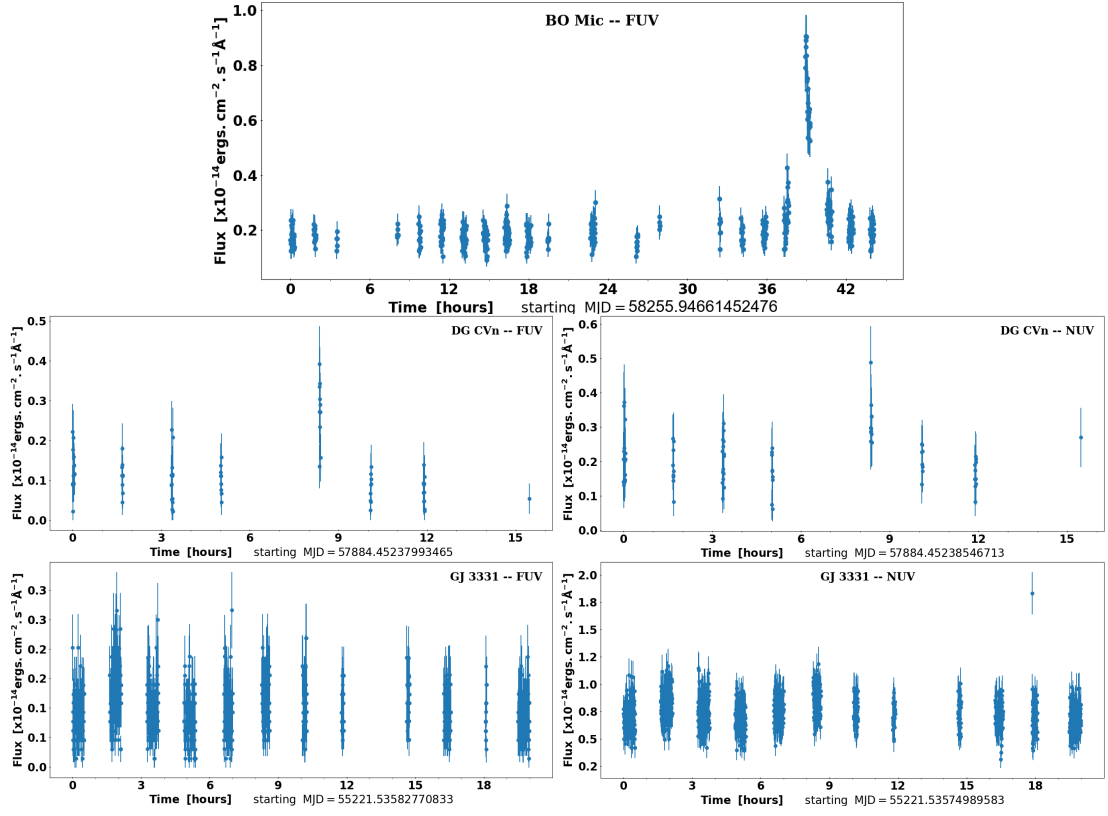 BO Mic -- FUV
Flux [x10⁻¹⁴ergs. cm⁻². s⁻¹Å⁻¹]
1.0
0.8
0.6
0.4
0.2
0 6 12 18 24 30 36 42
Time [hours] starting MJD = 58255.94661452476
DG CVn -- FUV
Flux [x10⁻¹⁴ergs. cm⁻². s⁻¹Å⁻¹]
0.5
0.4
0.3
0.2
0.1
0.0
0 3 6 9 12 15
Time [hours] starting MJD = 57884.45237993465
DG CVn -- NUV
Flux [x10⁻¹⁴ergs. cm⁻². s⁻¹Å⁻¹]
0.6
0.5
0.4
0.3
0.2
0.1
0.0
0 3 6 9 12 15
Time [hours] starting MJD = 57884.45238546713
GJ 3331 -- FUV
Flux [x10⁻¹⁴ergs. cm⁻². s⁻¹Å⁻¹]
0.3
0.2
0.2
0.1
0.1
0.0
0 3 6 9 12 15 18
Time [hours] starting MJD = 55221.53582770833
GJ 3331 -- NUV
Flux [x10⁻¹⁴ergs. cm⁻². s⁻¹Å⁻¹]
2.0
1.8
1.5
1.2
1.0
0.8
0.5
0.2
0 3 6 9 12 15 18
Time [hours] starting MJD = 55221.53574989583